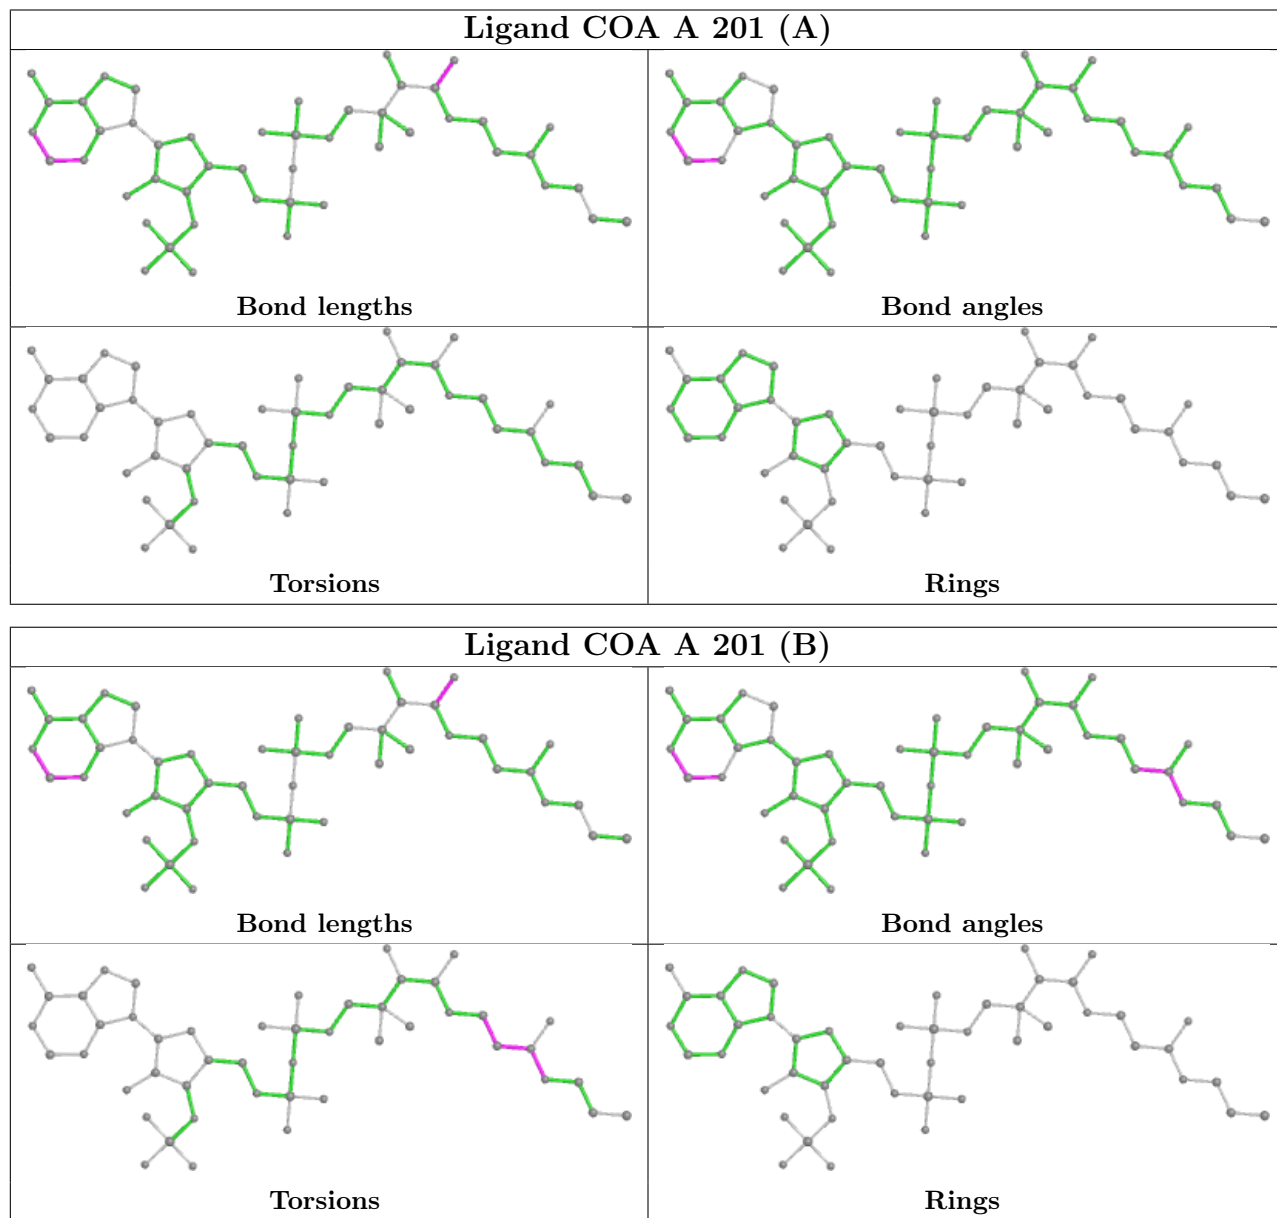 Ligand COA A 201 (A)
Bond lengths
Bond angles
Torsions
Rings
Ligand COA A 201 (B)
Bond lengths
Bond angles
Torsions
Rings